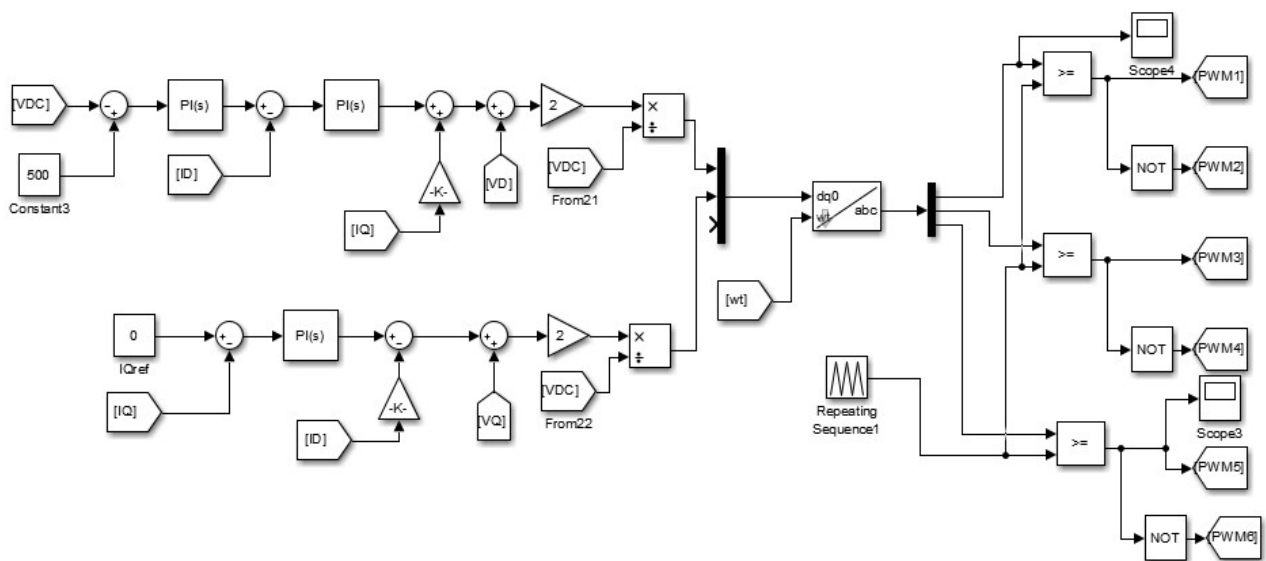 Scope4
>=
[PWM1]
[VDC]
-
+
PI(s)
+
-
PI(s)
+
+
+
+
2
×
÷
500
Constant3
[ID]
[VDC]
From21
NOT
[PWM2]
-K-
[VD]
[IQ]
dq0
wt
abc
>=
[PWM3]
[wt]
0
IQref
+
-
PI(s)
+
-
+
+
2
×
÷
NOT
[PWM4]
[VDC]
From22
[IQ]
-K-
[VQ]
[ID]
Repeating
Sequence1
Scope3
>=
[PWM5]
NOT
[PWM6]